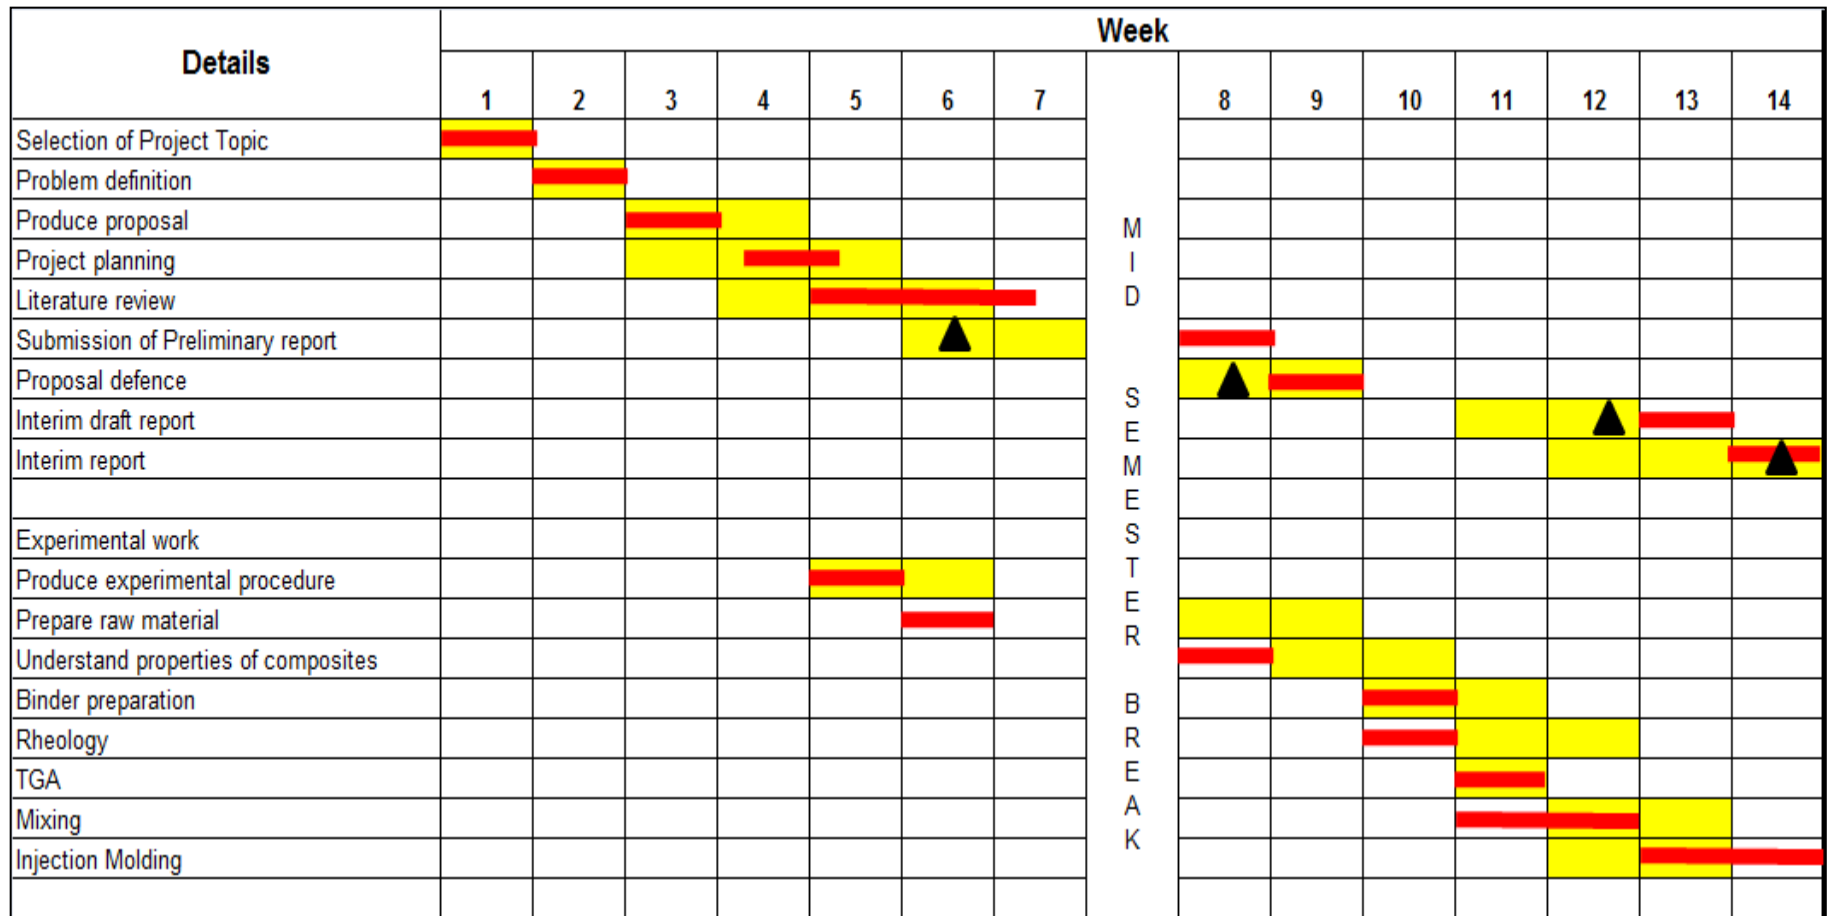 Week
Details
1 2 3 4 5 6 7 8 9 10 11 12 13 14
Selection of Project Topic
Problem definition
Produce proposal
Project planning
Literature review
Submission of Preliminary report
Proposal defence
Interim draft report
Interim report
Experimental work
Produce experimental procedure
Prepare raw material
Understand properties of composites
Binder preparation
Rheology
TGA
Mixing
Injection Molding
MID SEMESTER BREAK